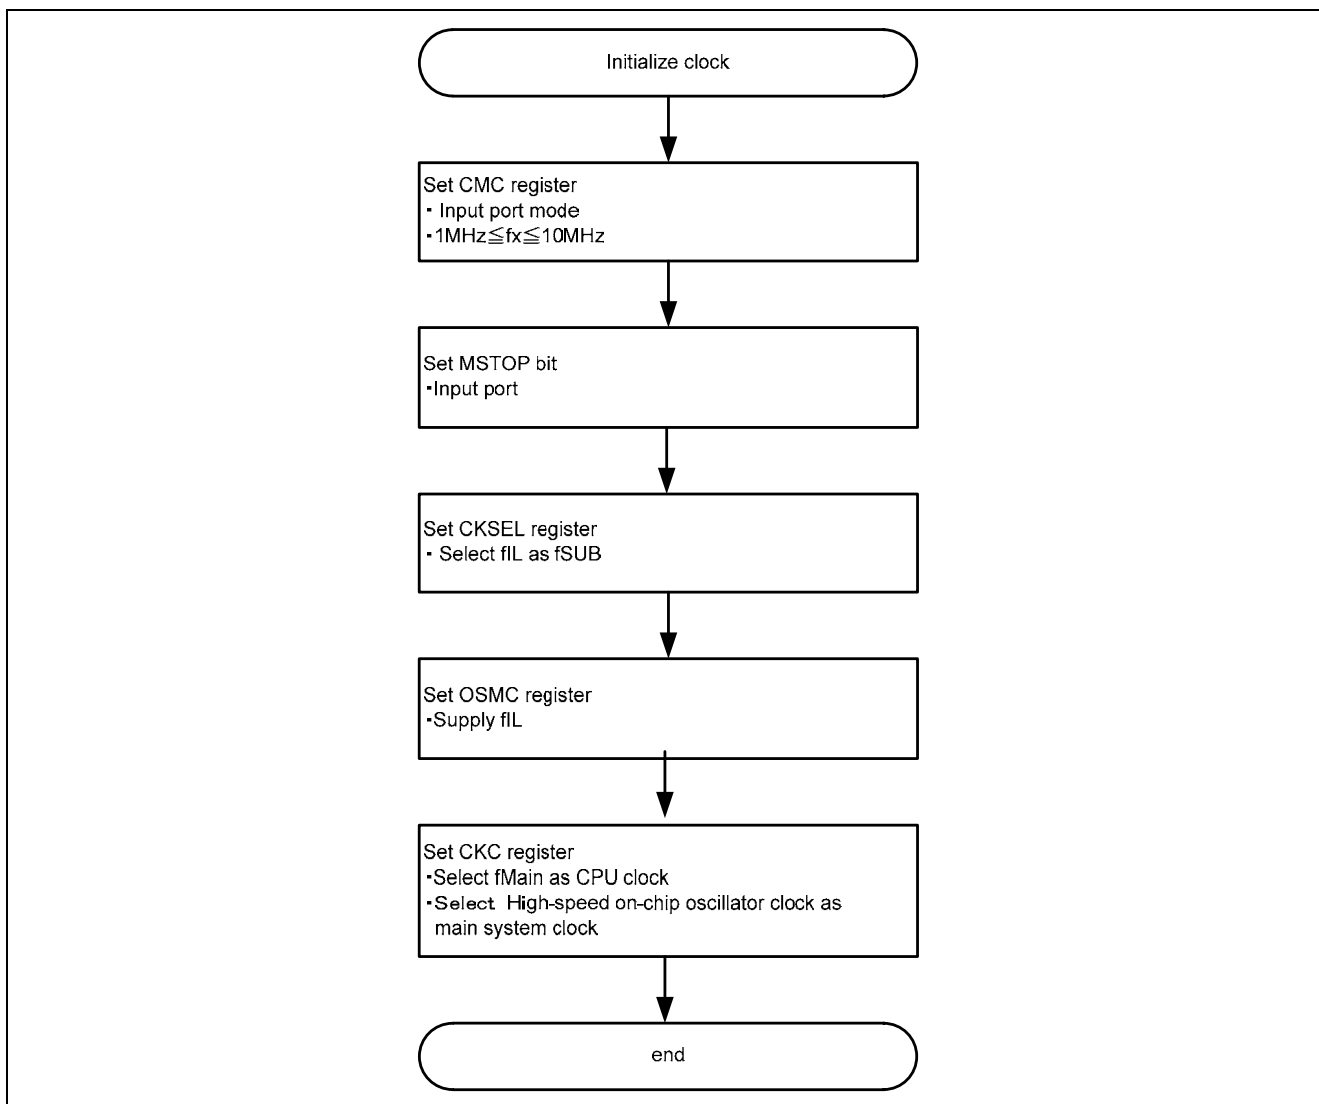 Initialize clock
Set CMC register
・ Input port mode
・1MHz≦fx≦10MHz
Set MSTOP bit
・Input port
Set CKSEL register
・ Select fIL as fSUB
Set OSMC register
・Supply fIL
Set CKC register
・Select fMain as CPU clock
・Select High-speed on-chip oscillator clock as
main system clock
end